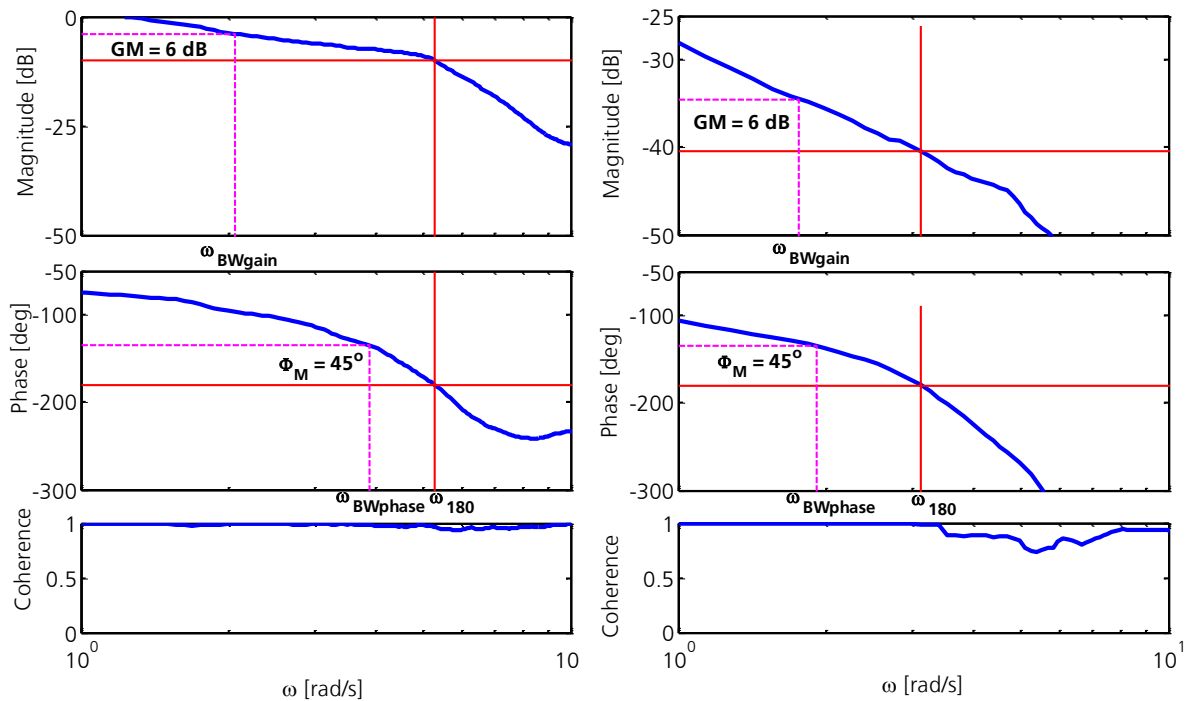 0
-25
-50
Magnitude [dB]
GM = 6 dB
ωBWgain
-50
-100
-200
-300
Phase [deg]
ΦM = 45o
ωBWphase
ω180
1
0.5
0
Coherence
10^0
10
ω [rad/s]
-25
-30
-40
-50
Magnitude [dB]
GM = 6 dB
ωBWgain
-50
-100
-200
-300
Phase [deg]
ΦM = 45o
ωBWphase
ω180
1
0.5
0
Coherence
10^0
10^1
ω [rad/s]